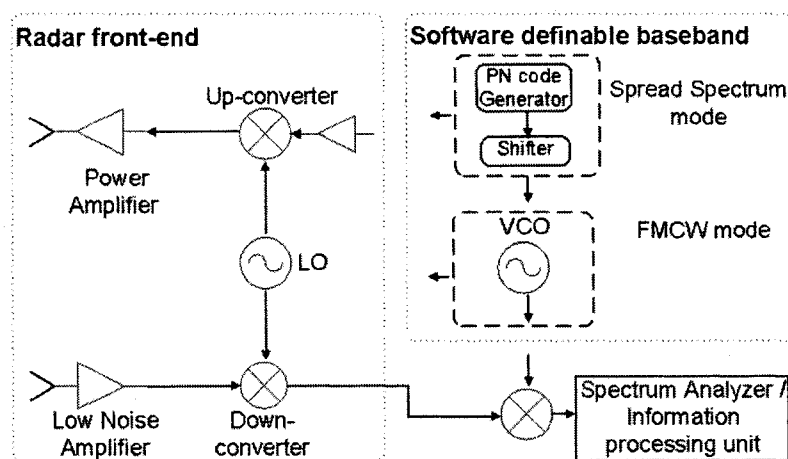 Radar front-end
Up-converter
Power
Amplifier
LO
Low Noise
Amplifier
Down-
converter
Software definable baseband
PN code
Generator
Shifter
Spread Spectrum
mode
VCO
FMCW mode
Spectrum Analyzer /
Information
processing unit